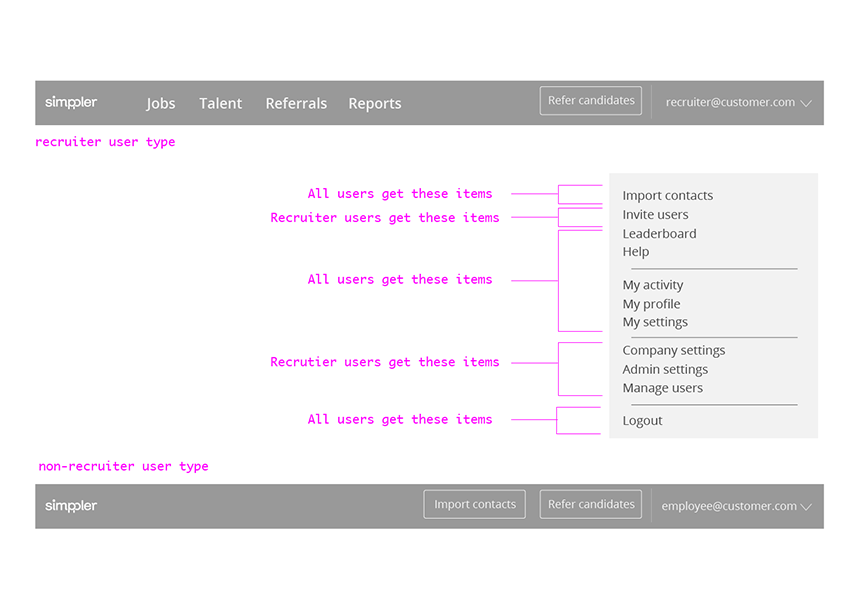 simppler Jobs Talent Referrals Reports Refer candidates recruiter@customer.com
recruiter user type
All users get these items
Import contacts
Recruiter users get these items
Invite users
Leaderboard
Help
All users get these items
My activity
My profile
My settings
Recrutier users get these items
Company settings
Admin settings
Manage users
All users get these items
Logout
non-recruiter user type
simppler Import contacts Refer candidates employee@customer.com